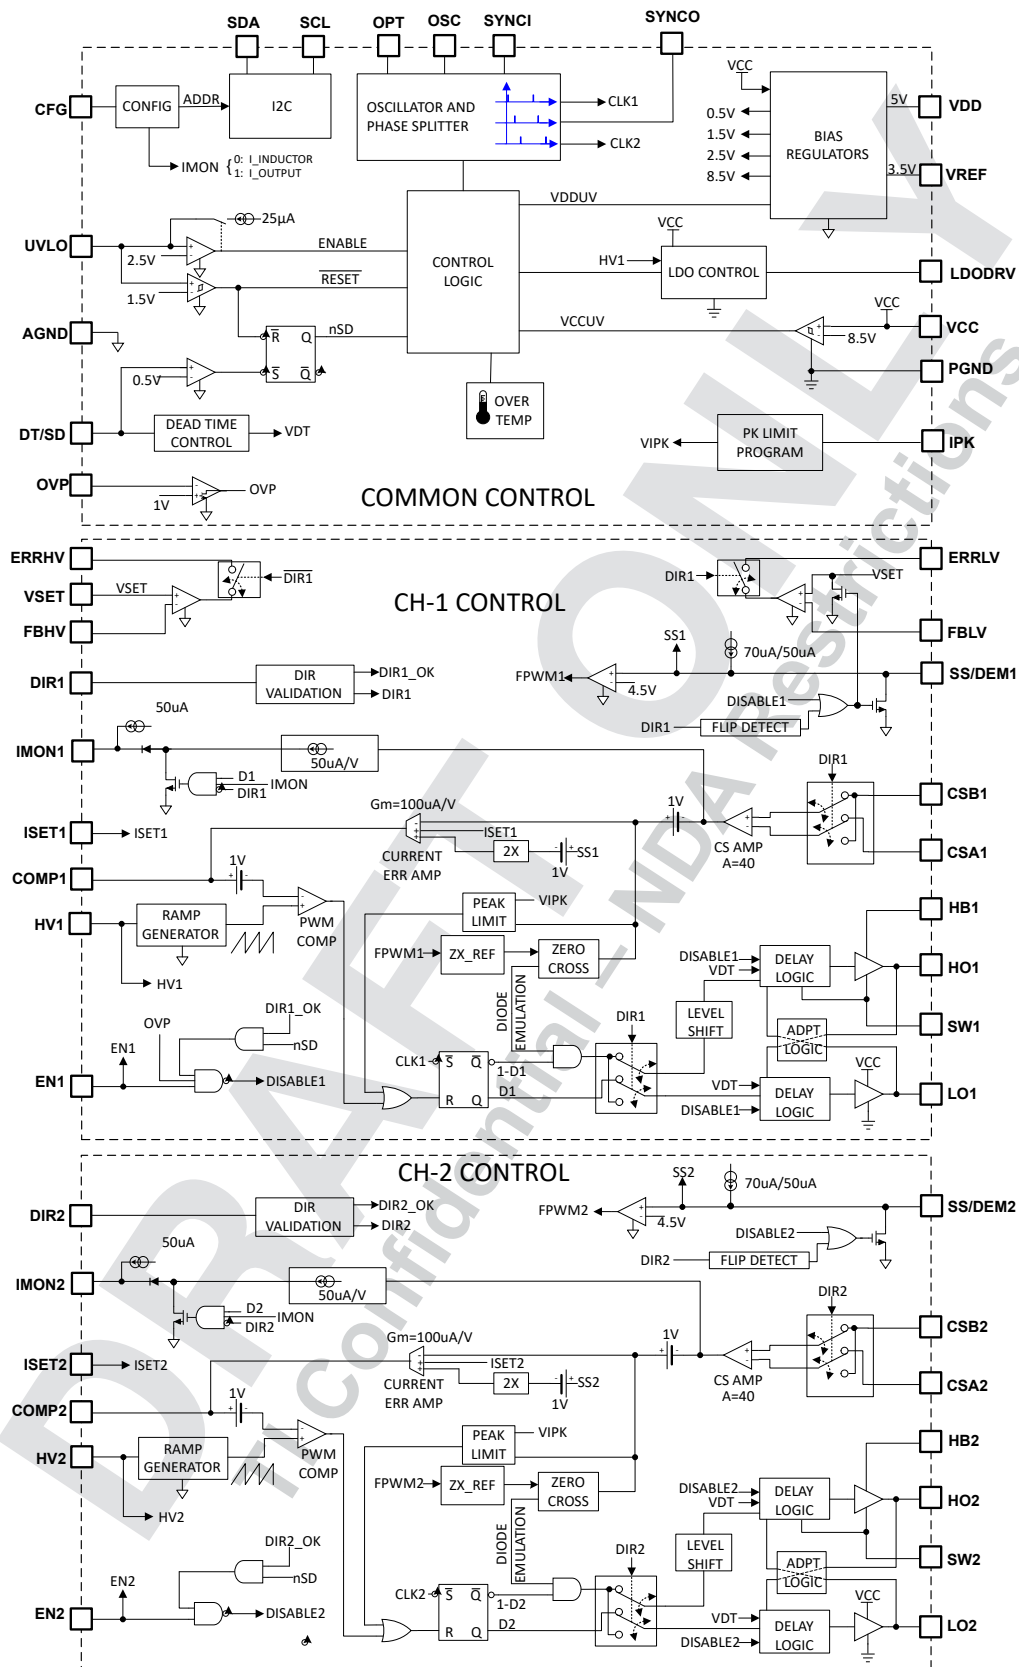 SDA SCL OPT OSC SYNCI SYNCO
CFG
CONFIG
ADDR
I2C
OSCILLATOR AND
PHASE SPLITTER
CLK1
CLK2
VCC
0.5V
1.5V
2.5V
8.5V
BIAS
REGULATORS
5V
VDD
3.5V
VREF
IMON { 0: I_INDUCTOR
1: I_OUTPUT
25µA
UVLO
2.5V
ENABLE
1.5V
RESET
CONTROL
LOGIC
VDDUV
VCC
HV1
LDO CONTROL
LDODRV
AGND
R Q
S Q
nSD
VCCUV
VCC
8.5V
VCC
PGND
0.5V
OVER
TEMP
DT/SD
DEAD TIME
CONTROL
VDT
VIPK
PK LIMIT
PROGRAM
IPK
OVP
1V
OVP
COMMON CONTROL
ERRHV
VSET
VSET
FBHV
DIR1
CH-1 CONTROL
DIR1
VSET
ERRLV
FBLV
DIR1
DIR
VALIDATION
DIR1_OK
DIR1
FPWM1
4.5V
SS1
70uA/50uA
SS/DEM1
DISABLE1
DIR1
FLIP DETECT
50uA
IMON1
50uA/V
D1
IMON
DIR1
DIR1
CSB1
CSA1
ISET1
ISET1
Gm=100uA/V
ISET1
CURRENT
ERR AMP
2X
1V
SS1
1V
CS AMP
A=40
COMP1
1V
HV1
RAMP
GENERATOR
PWM
COMP
HV1
PEAK
LIMIT
VIPK
FPWM1
ZX_REF
ZERO
CROSS
DIODE
EMULATION
HB1
DISABLE1
VDT
DELAY
LOGIC
HO1
LEVEL
SHIFT
ADPT
LOGIC
SW1
OVP
DIR1_OK
nSD
EN1
EN1
DISABLE1
CLK1
S Q
R Q
1-D1
D1
DIR1
VDT
DISABLE1
DELAY
LOGIC
VCC
LO1
CH-2 CONTROL
DIR2
DIR
VALIDATION
DIR2_OK
DIR2
FPWM2
4.5V
SS2
70uA/50uA
SS/DEM2
DISABLE2
DIR2
FLIP DETECT
50uA
IMON2
50uA/V
D2
IMON
DIR2
DIR2
CSB2
CSA2
ISET2
ISET2
Gm=100uA/V
ISET2
CURRENT
ERR AMP
2X
1V
SS2
1V
CS AMP
A=40
COMP2
1V
HV2
RAMP
GENERATOR
PWM
COMP
HV2
PEAK
LIMIT
VIPK
FPWM2
ZX_REF
ZERO
CROSS
DIODE
EMULATION
HB2
DISABLE2
VDT
DELAY
LOGIC
HO2
LEVEL
SHIFT
ADPT
LOGIC
SW2
DIR2_OK
nSD
EN2
EN2
DISABLE2
CLK2
S Q
R Q
1-D2
D2
DIR2
VDT
DISABLE2
DELAY
LOGIC
VCC
LO2
DRAFT ONLY
TI Confidential – NDA Restrictions